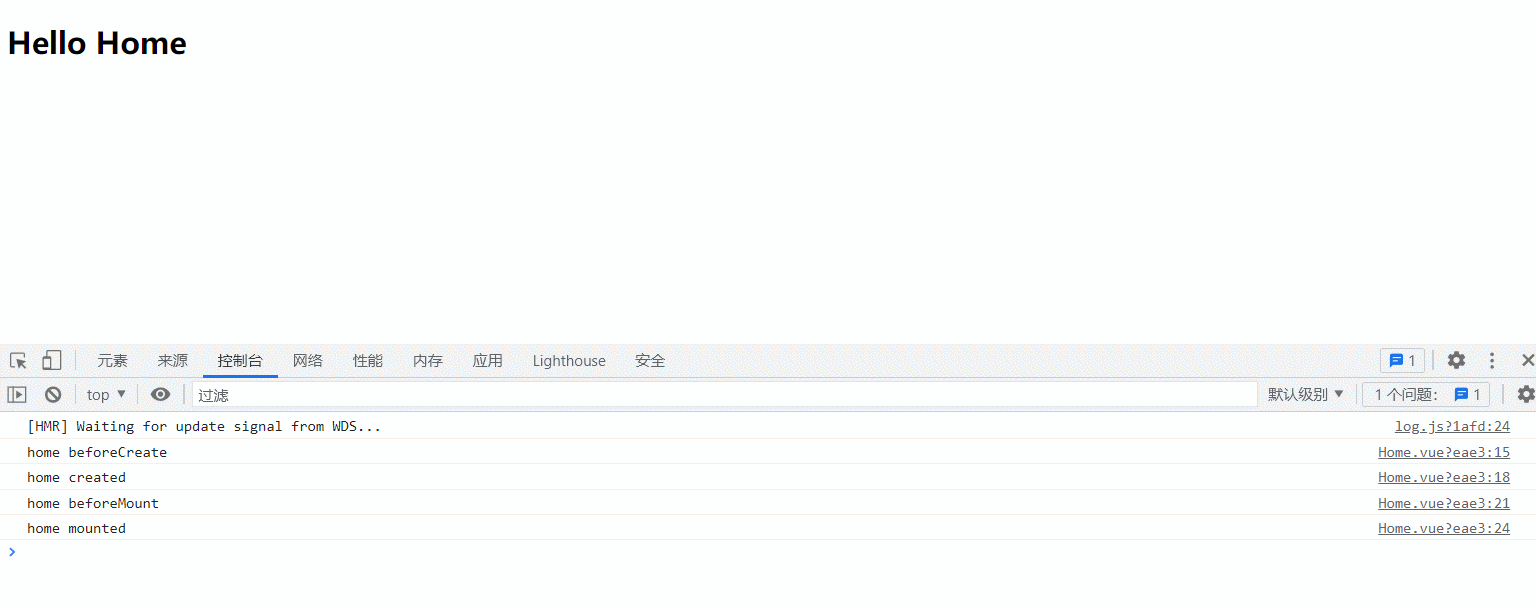 Hello Home
元素 来源 控制台 网络 性能 内存 应用 Lighthouse 安全 1
top 过滤 默认级别 1 个问题： 1
[HMR] Waiting for update signal from WDS... log.js?1afd:24
home beforeCreate Home.vue?eae3:15
home created Home.vue?eae3:18
home beforeMount Home.vue?eae3:21
home mounted Home.vue?eae3:24